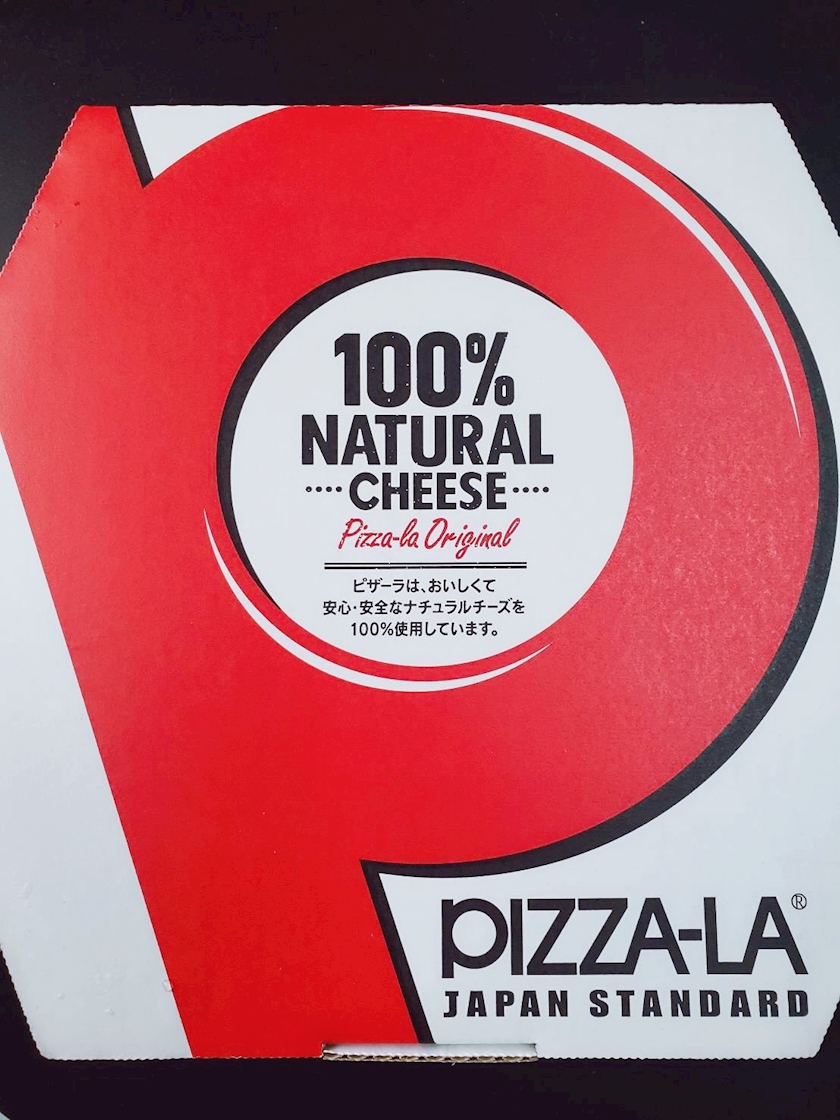 100%
NATURAL
CHEESE
Pizza-la Original
ピザーラは、おいしくて
安心・安全なナチュラルチーズを
100%使用しています。
PIZZA-LA®
JAPAN STANDARD